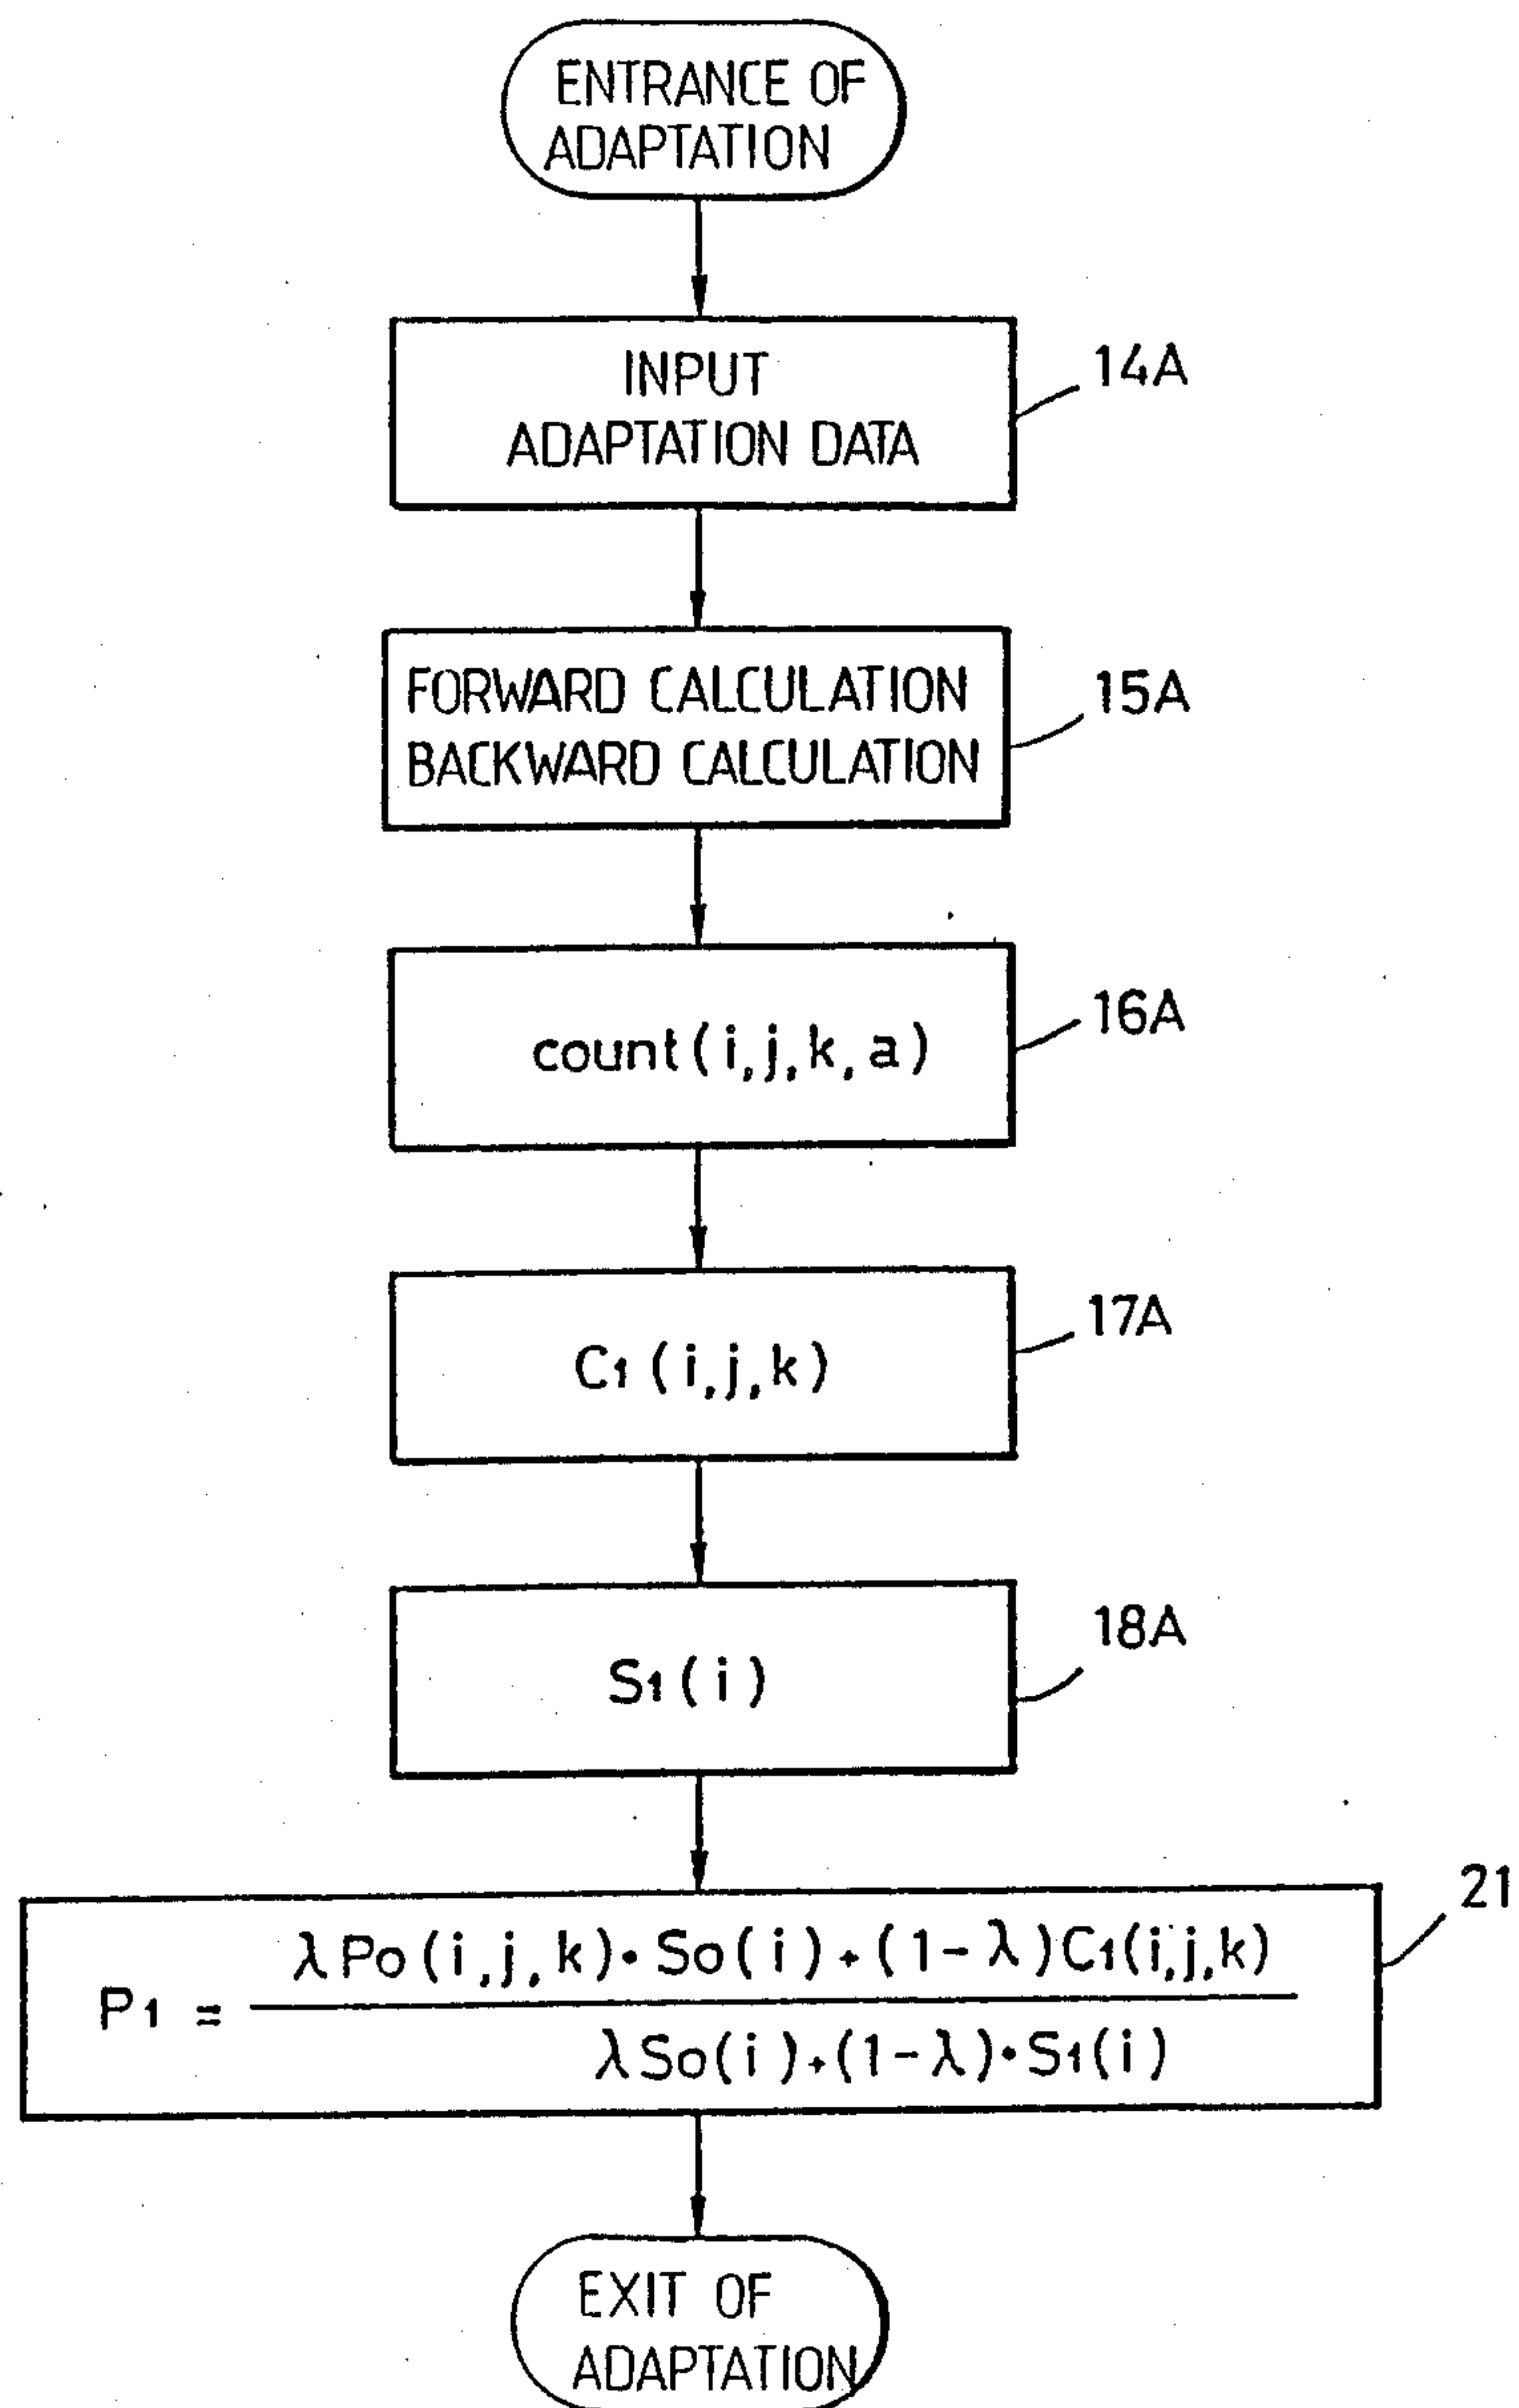 ENTRANCE OF
ADAPTATION
INPUT
ADAPTATION DATA
14A
FORWARD CALCULATION
BACKWARD CALCULATION
15A
count(i,j,k,a)
16A
C1(i,j,k)
17A
S1(i)
18A
21
λPo(i,j,k)•So(i)+(1-λ)C1(i,j,k)
P1 =
λSo(i)+(1-λ)•S1(i)
EXIT OF
ADAPTATION